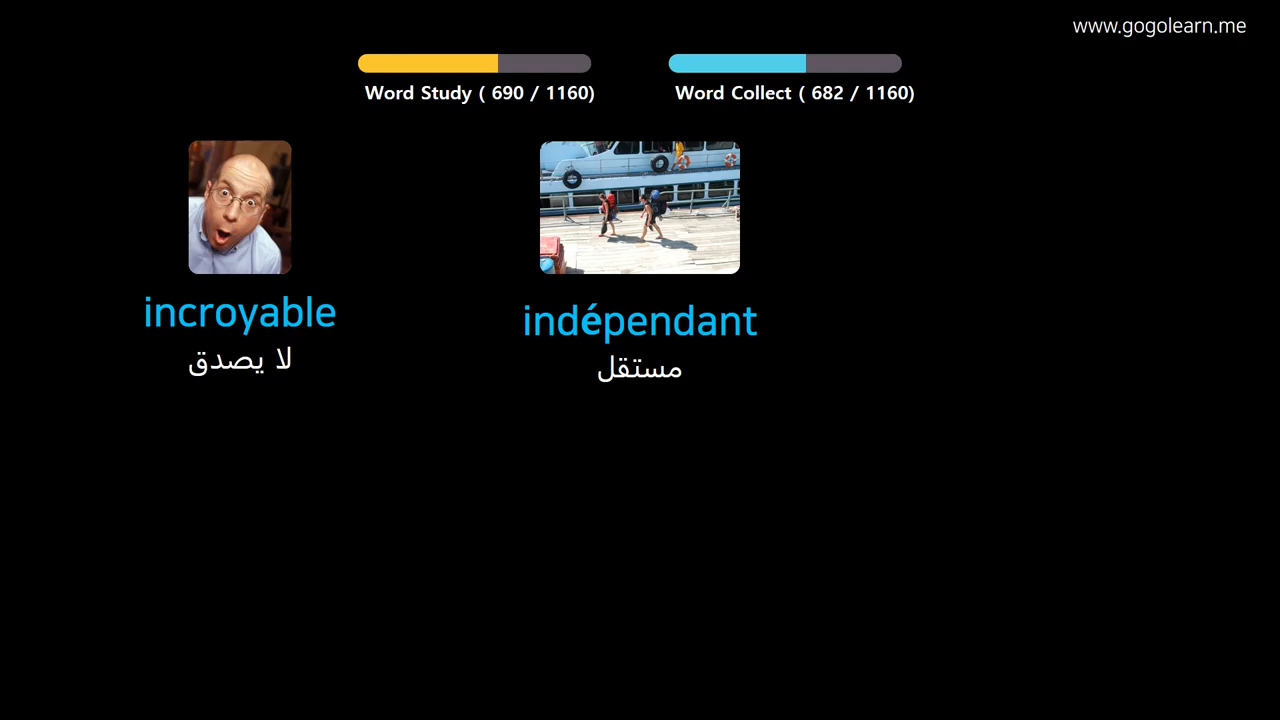 www.gogolearn.me
Word Study ( 690 / 1160)
Word Collect ( 682 / 1160)
incroyable
لا يصدق
indépendant
مستقل